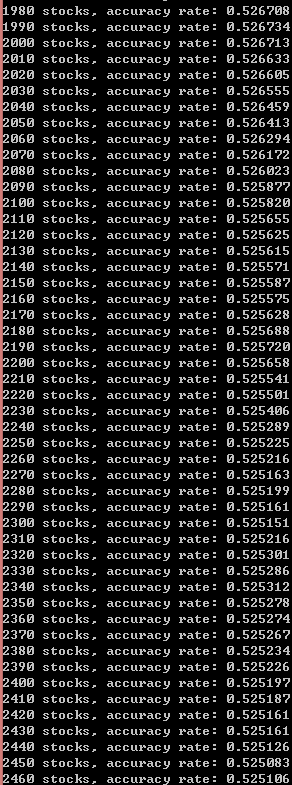 1980 stocks, accuracy rate: 0.526708
1990 stocks, accuracy rate: 0.526734
2000 stocks, accuracy rate: 0.526713
2010 stocks, accuracy rate: 0.526633
2020 stocks, accuracy rate: 0.526605
2030 stocks, accuracy rate: 0.526555
2040 stocks, accuracy rate: 0.526459
2050 stocks, accuracy rate: 0.526413
2060 stocks, accuracy rate: 0.526294
2070 stocks, accuracy rate: 0.526172
2080 stocks, accuracy rate: 0.526023
2090 stocks, accuracy rate: 0.525877
2100 stocks, accuracy rate: 0.525820
2110 stocks, accuracy rate: 0.525655
2120 stocks, accuracy rate: 0.525625
2130 stocks, accuracy rate: 0.525615
2140 stocks, accuracy rate: 0.525571
2150 stocks, accuracy rate: 0.525587
2160 stocks, accuracy rate: 0.525575
2170 stocks, accuracy rate: 0.525628
2180 stocks, accuracy rate: 0.525688
2190 stocks, accuracy rate: 0.525720
2200 stocks, accuracy rate: 0.525658
2210 stocks, accuracy rate: 0.525541
2220 stocks, accuracy rate: 0.525501
2230 stocks, accuracy rate: 0.525406
2240 stocks, accuracy rate: 0.525289
2250 stocks, accuracy rate: 0.525225
2260 stocks, accuracy rate: 0.525216
2270 stocks, accuracy rate: 0.525163
2280 stocks, accuracy rate: 0.525199
2290 stocks, accuracy rate: 0.525161
2300 stocks, accuracy rate: 0.525151
2310 stocks, accuracy rate: 0.525216
2320 stocks, accuracy rate: 0.525301
2330 stocks, accuracy rate: 0.525286
2340 stocks, accuracy rate: 0.525312
2350 stocks, accuracy rate: 0.525278
2360 stocks, accuracy rate: 0.525274
2370 stocks, accuracy rate: 0.525267
2380 stocks, accuracy rate: 0.525234
2390 stocks, accuracy rate: 0.525226
2400 stocks, accuracy rate: 0.525197
2410 stocks, accuracy rate: 0.525187
2420 stocks, accuracy rate: 0.525161
2430 stocks, accuracy rate: 0.525161
2440 stocks, accuracy rate: 0.525126
2450 stocks, accuracy rate: 0.525083
2460 stocks, accuracy rate: 0.525106